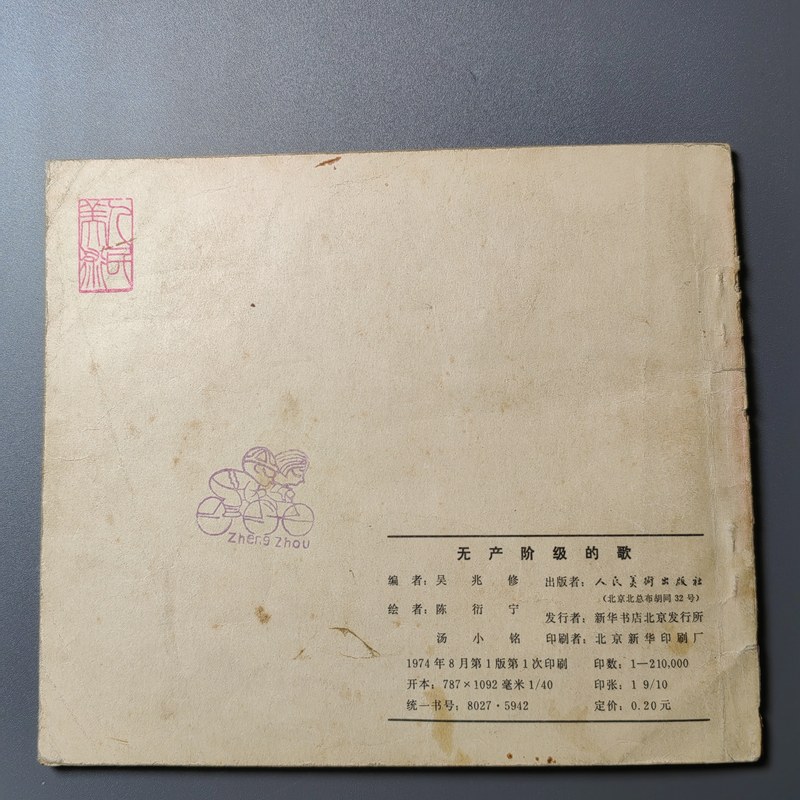 人民
美术
Zheng Zhou
无产阶级的歌
编者：吴兆修 出版者：人民美術出版社
（北京北总布胡同32号）
绘者：陈衍宁 发行者：新华书店北京发行所
汤小铭 印刷者：北京新华印刷厂
1974年8月第1版第1次印刷 印数：1—210,000
开本：787×1092毫米1/40 印张：1 9/10
统一书号：8027·5942 定价：0.20元